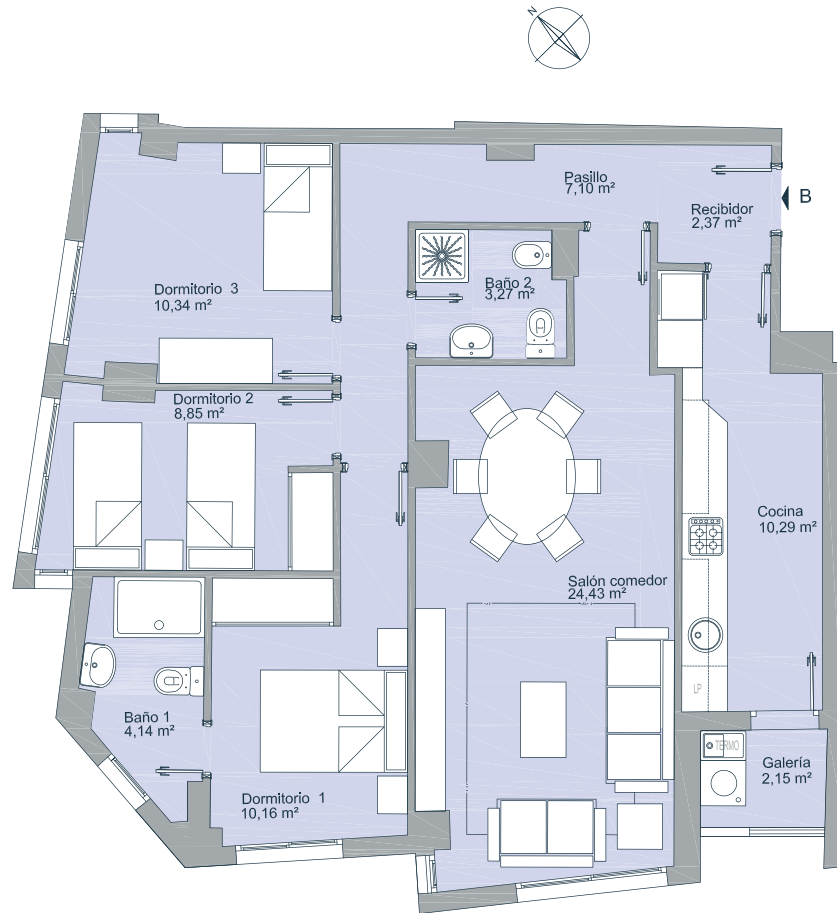 N
Pasillo
7,10 m²
B
Recibidor
2,37 m²
Baño 2
3,27 m²
Dormitorio 3
10,34 m²
Dormitorio 2
8,85 m²
Cocina
10,29 m²
Salón comedor
24,43 m²
LP
Baño 1
4,14 m²
TERMO
Galería
2,15 m²
Dormitorio 1
10,16 m²